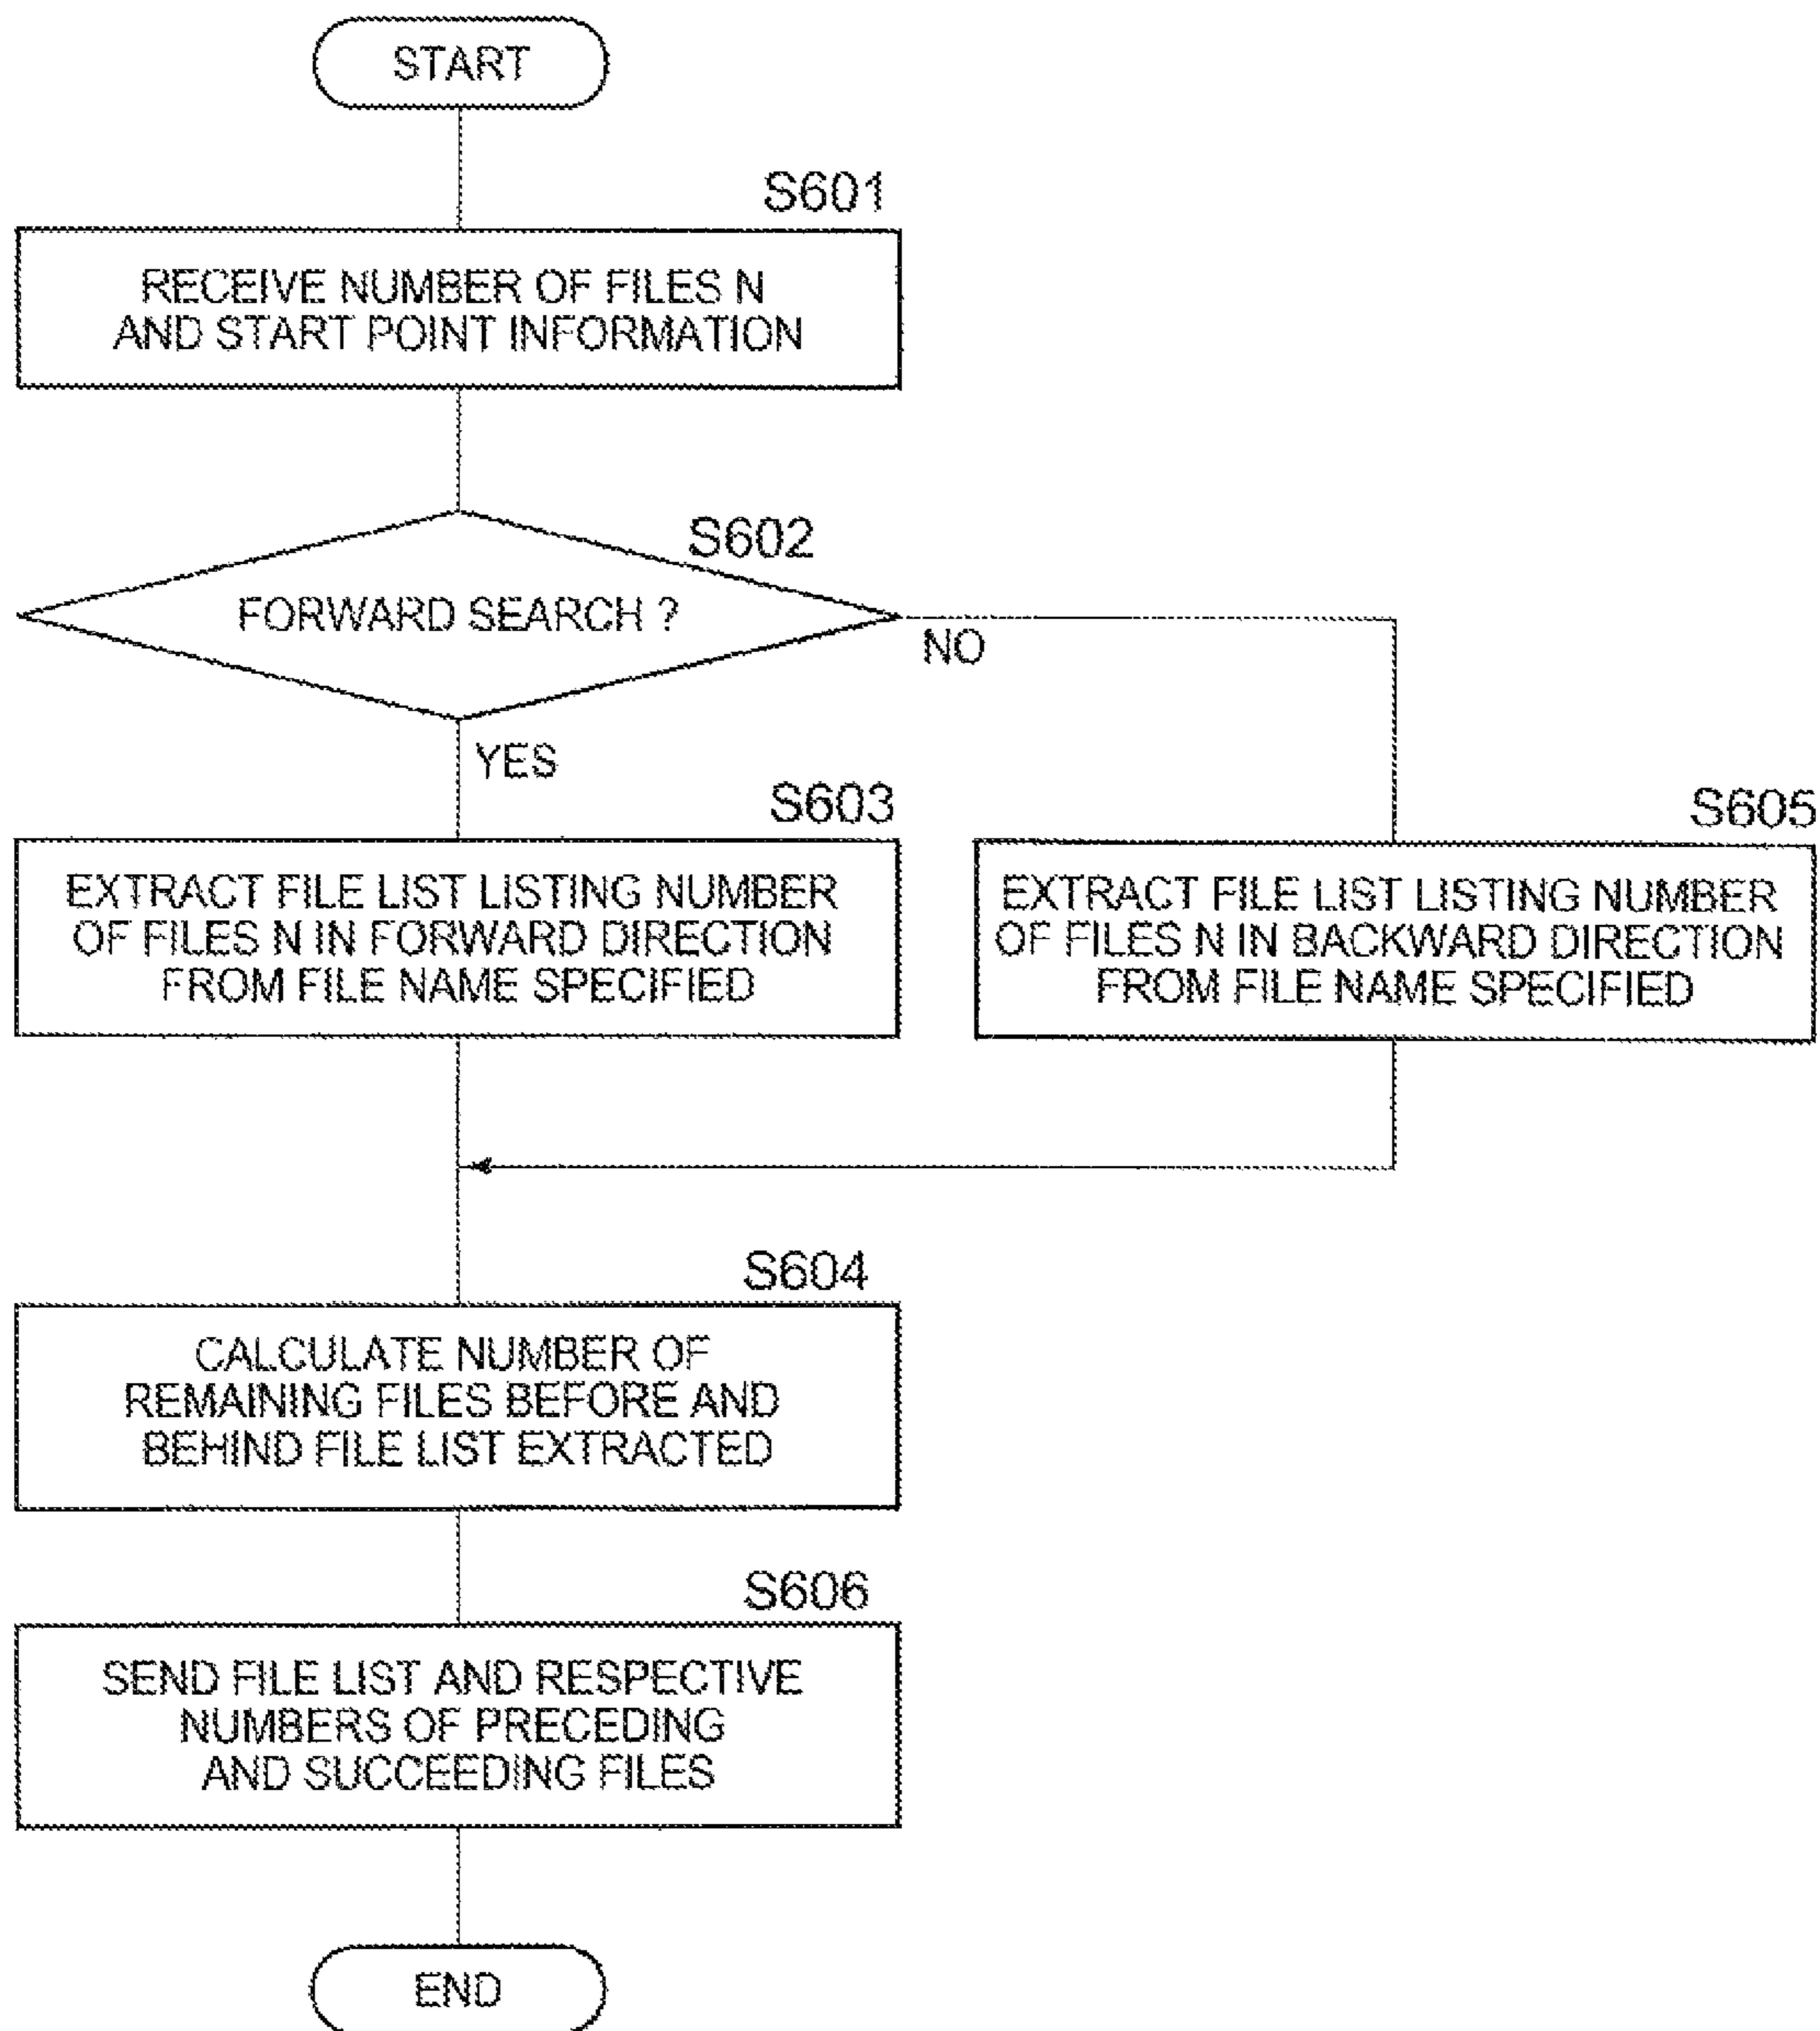 START
S601
RECEIVE NUMBER OF FILES N
AND START POINT INFORMATION
S602
FORWARD SEARCH ?
NO
YES
S603
EXTRACT FILE LIST LISTING NUMBER
OF FILES N IN FORWARD DIRECTION
FROM FILE NAME SPECIFIED
S605
EXTRACT FILE LIST LISTING NUMBER
OF FILES N IN BACKWARD DIRECTION
FROM FILE NAME SPECIFIED
S604
CALCULATE NUMBER OF
REMAINING FILES BEFORE AND
BEHIND FILE LIST EXTRACTED
S606
SEND FILE LIST AND RESPECTIVE
NUMBERS OF PRECEDING
AND SUCCEEDING FILES
END